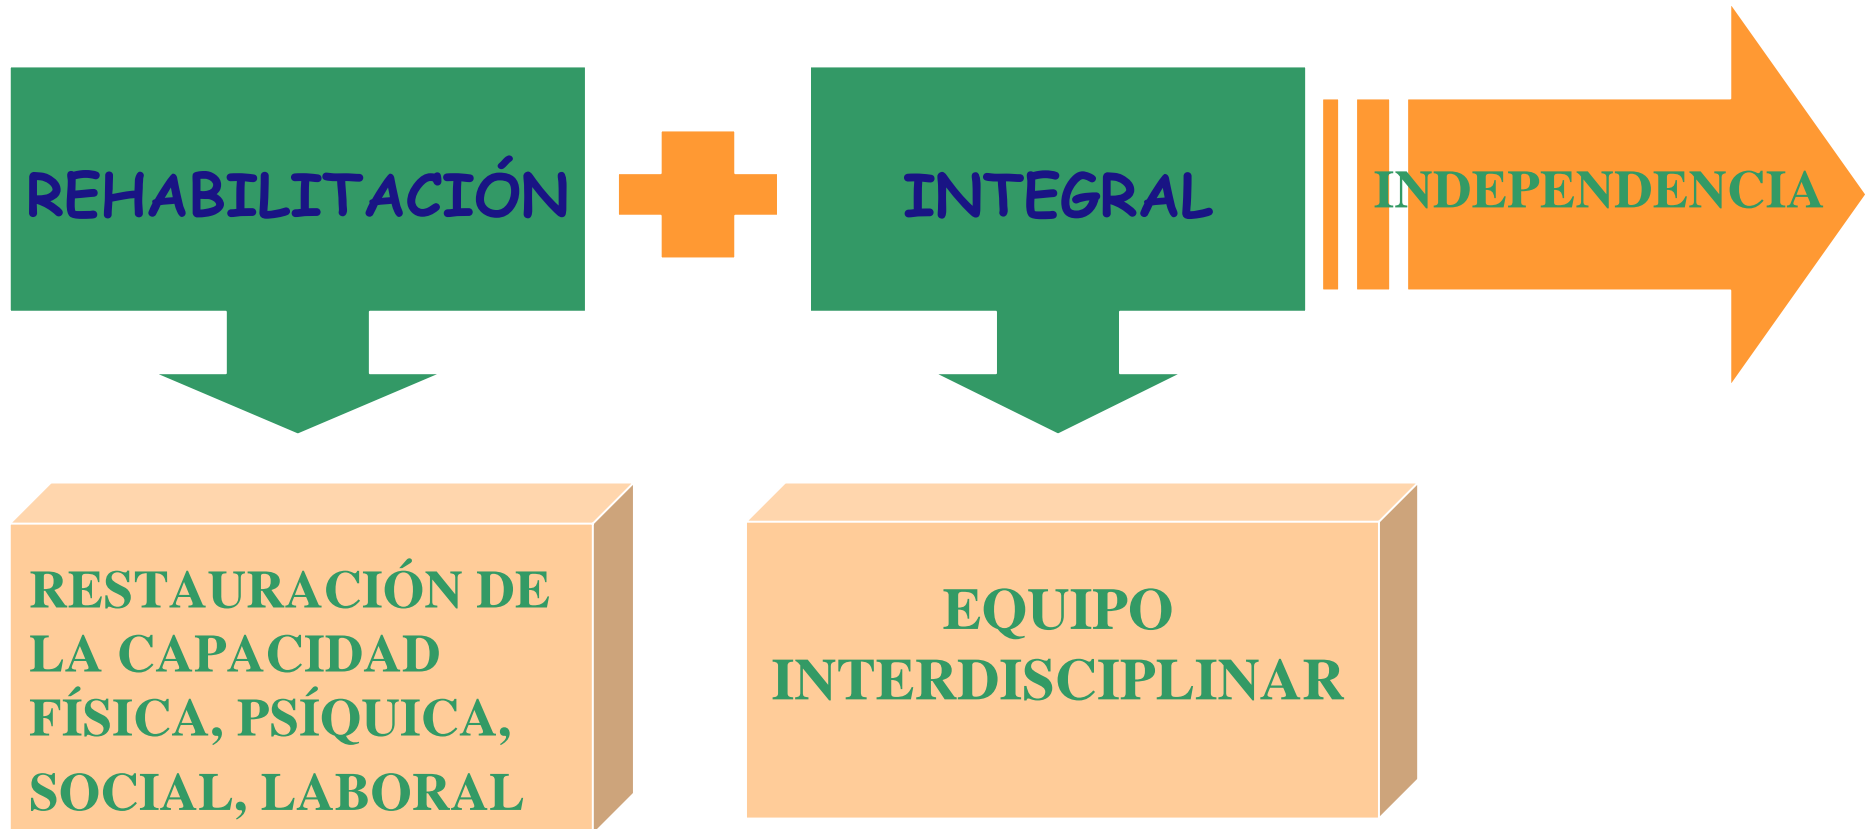 REHABILITACIÓN
INTEGRAL
INDEPENDENCIA
RESTAURACIÓN DE
LA CAPACIDAD
FÍSICA, PSÍQUICA,
SOCIAL, LABORAL
EQUIPO
INTERDISCIPLINAR